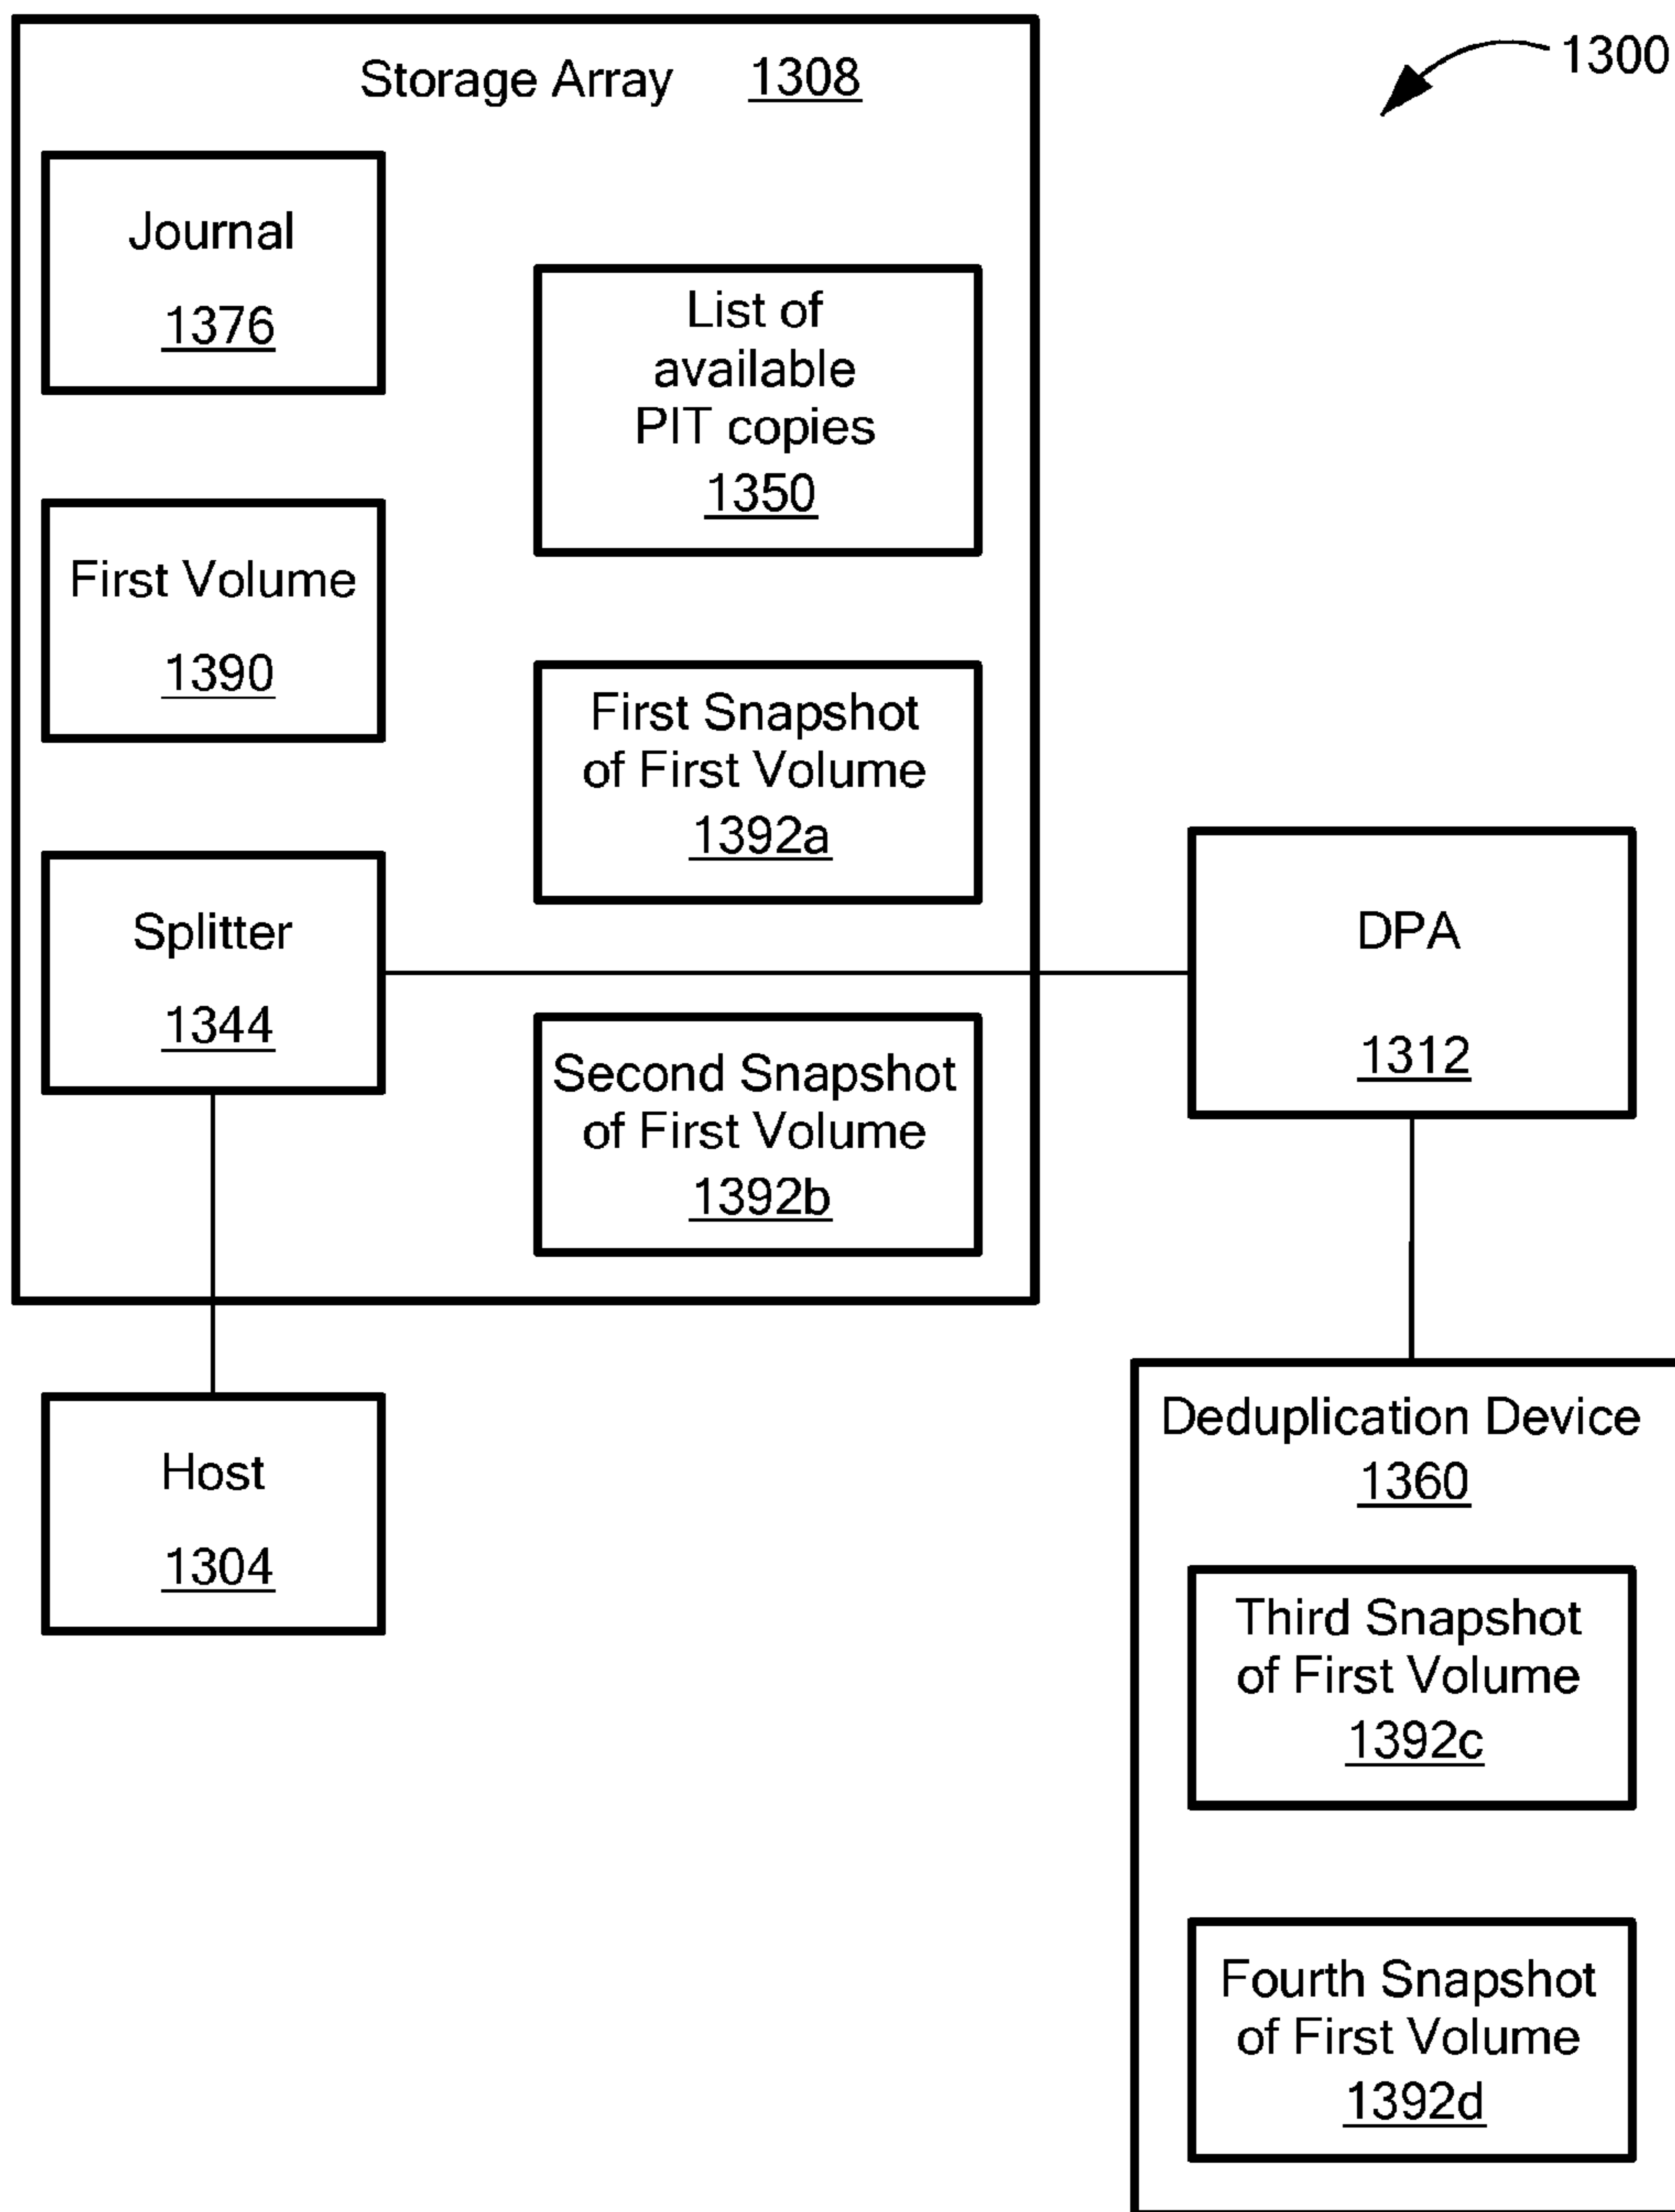 Storage Array 1308
1300
Journal
1376
List of
available
PIT copies
1350
First Volume
1390
First Snapshot
of First Volume
1392a
Splitter
1344
DPA
1312
Second Snapshot
of First Volume
1392b
Host
1304
Deduplication Device
1360
Third Snapshot
of First Volume
1392c
Fourth Snapshot
of First Volume
1392d